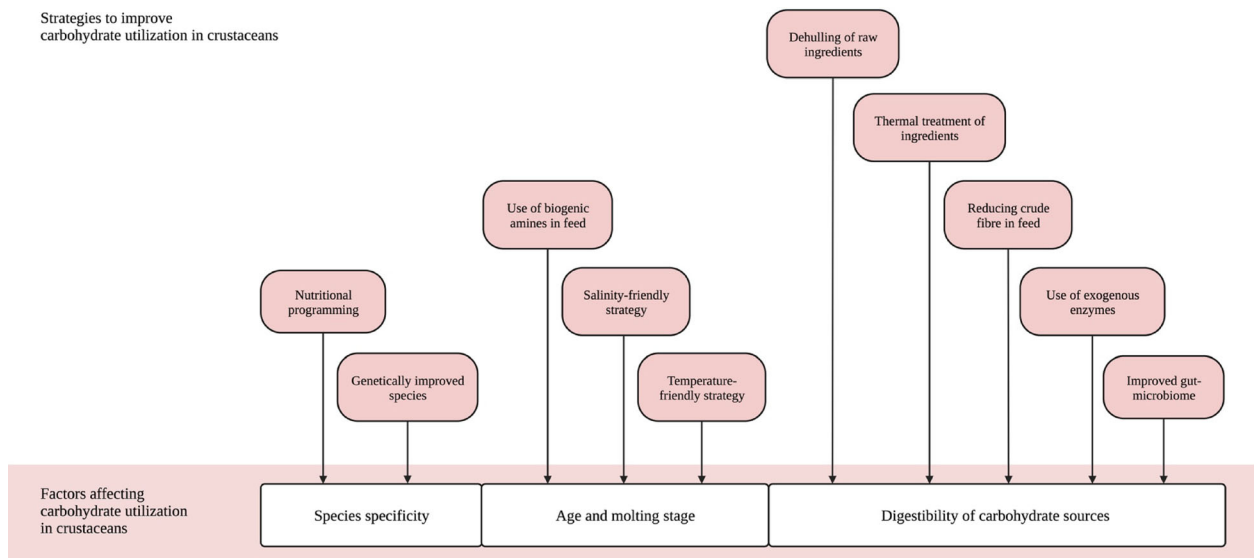 Strategies to improve
carbohydrate utilization in crustaceans
Dehulling of raw
ingredients
Thermal treatment of
ingredients
Use of biogenic
amines in feed
Reducing crude
fibre in feed
Nutritional
programming
Salinity-friendly
strategy
Use of exogenous
enzymes
Genetically improved
species
Temperature-
friendly strategy
Improved gut-
microbiome
Factors affecting
carbohydrate utilization
in crustaceans
Species specificity
Age and molting stage
Digestibility of carbohydrate sources